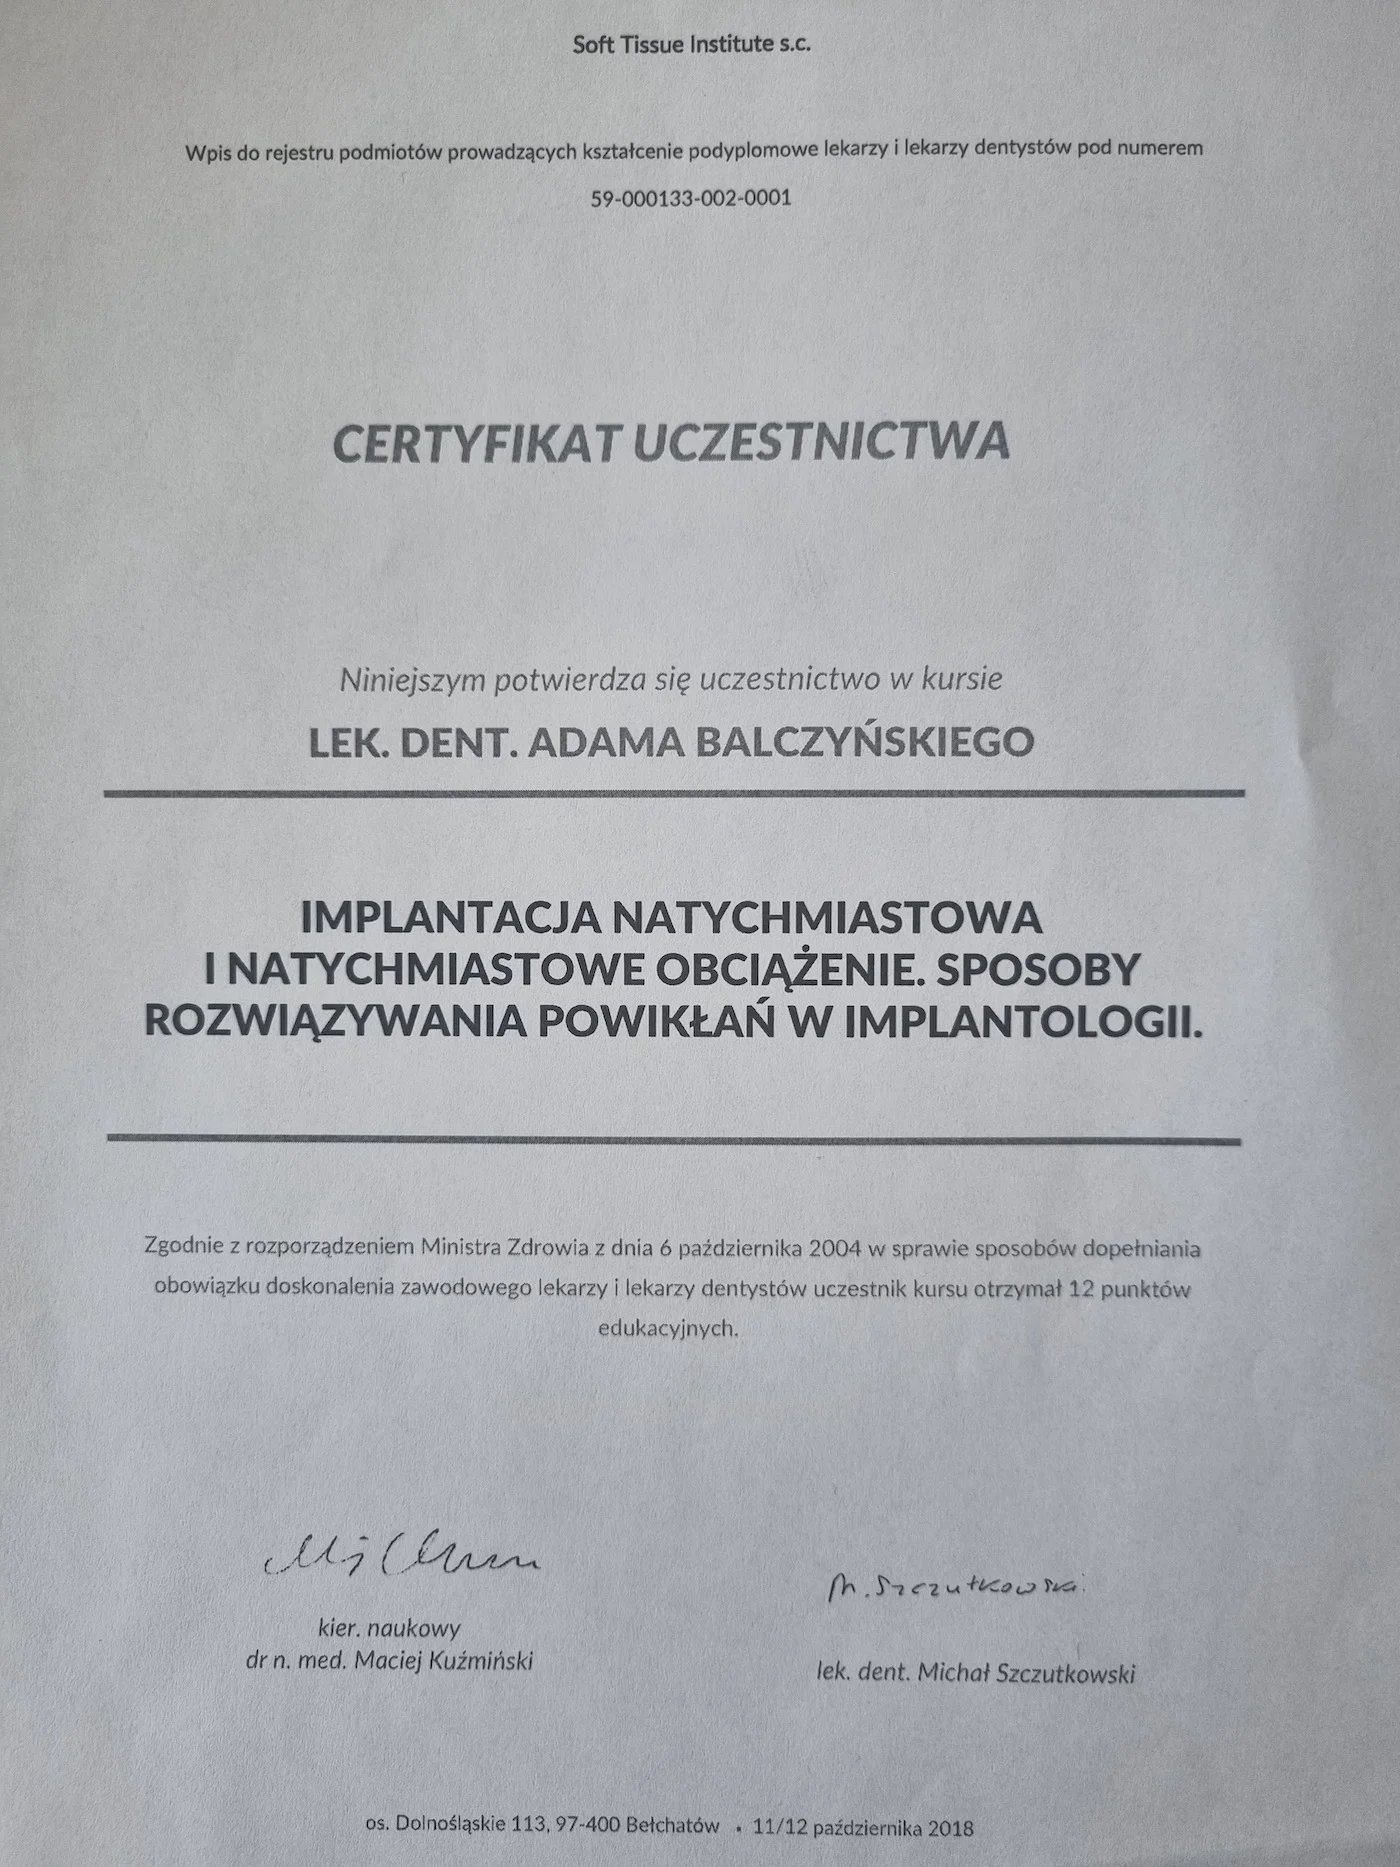 Soft Tissue Institute s.c.
Wpis do rejestru podmiotów prowadzących kształcenie podyplomowe lekarzy i lekarzy dentystów pod numerem
59-000133-002-0001
CERTYFIKAT UCZESTNICTWA
Niniejszym potwierdza się uczestnictwo w kursie
LEK. DENT. ADAMA BALCZYŃSKIEGO
IMPLANTACJA NATYCHMIASTOWA
I NATYCHMIASTOWE OBCIĄŻENIE. SPOSOBY
ROZWIĄZYWANIA POWIKŁAŃ W IMPLANTOLOGII.
Zgodnie z rozporządzeniem Ministra Zdrowia z dnia 6 października 2004 w sprawie sposobów dopełniania
obowiązku doskonalenia zawodowego lekarzy i lekarzy dentystów uczestnik kursu otrzymał 12 punktów
edukacyjnych.
M. Szczutkowski
kier. naukowy
dr n. med. Maciej Kuźmiński
lek. dent. Michał Szczutkowski
os. Dolnośląskie 113, 97-400 Bełchatów • 11/12 października 2018